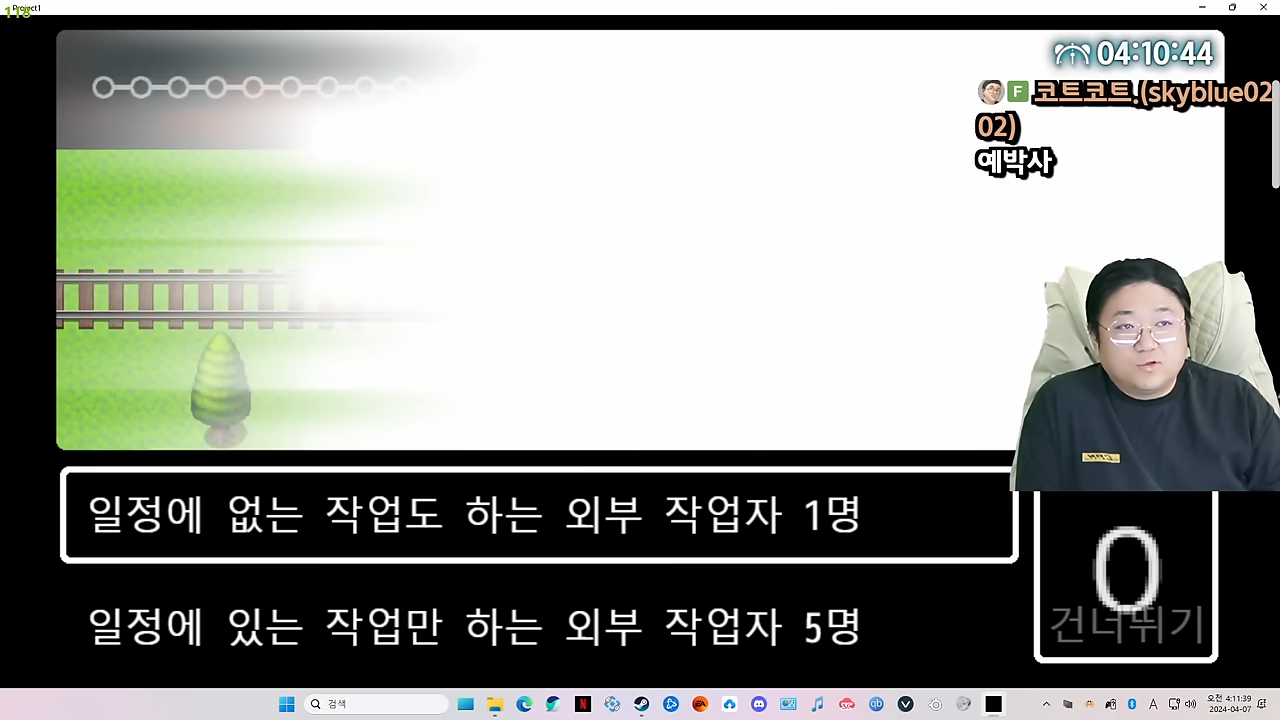 Project1
118
04:10:44
F 코트코트.(skyblue02
02)
예박사
일정에 없는 작업도 하는 외부 작업자 1명
0
건너뛰기
일정에 있는 작업만 하는 외부 작업자 5명
검색
오전 4:11:39
2024-04-07